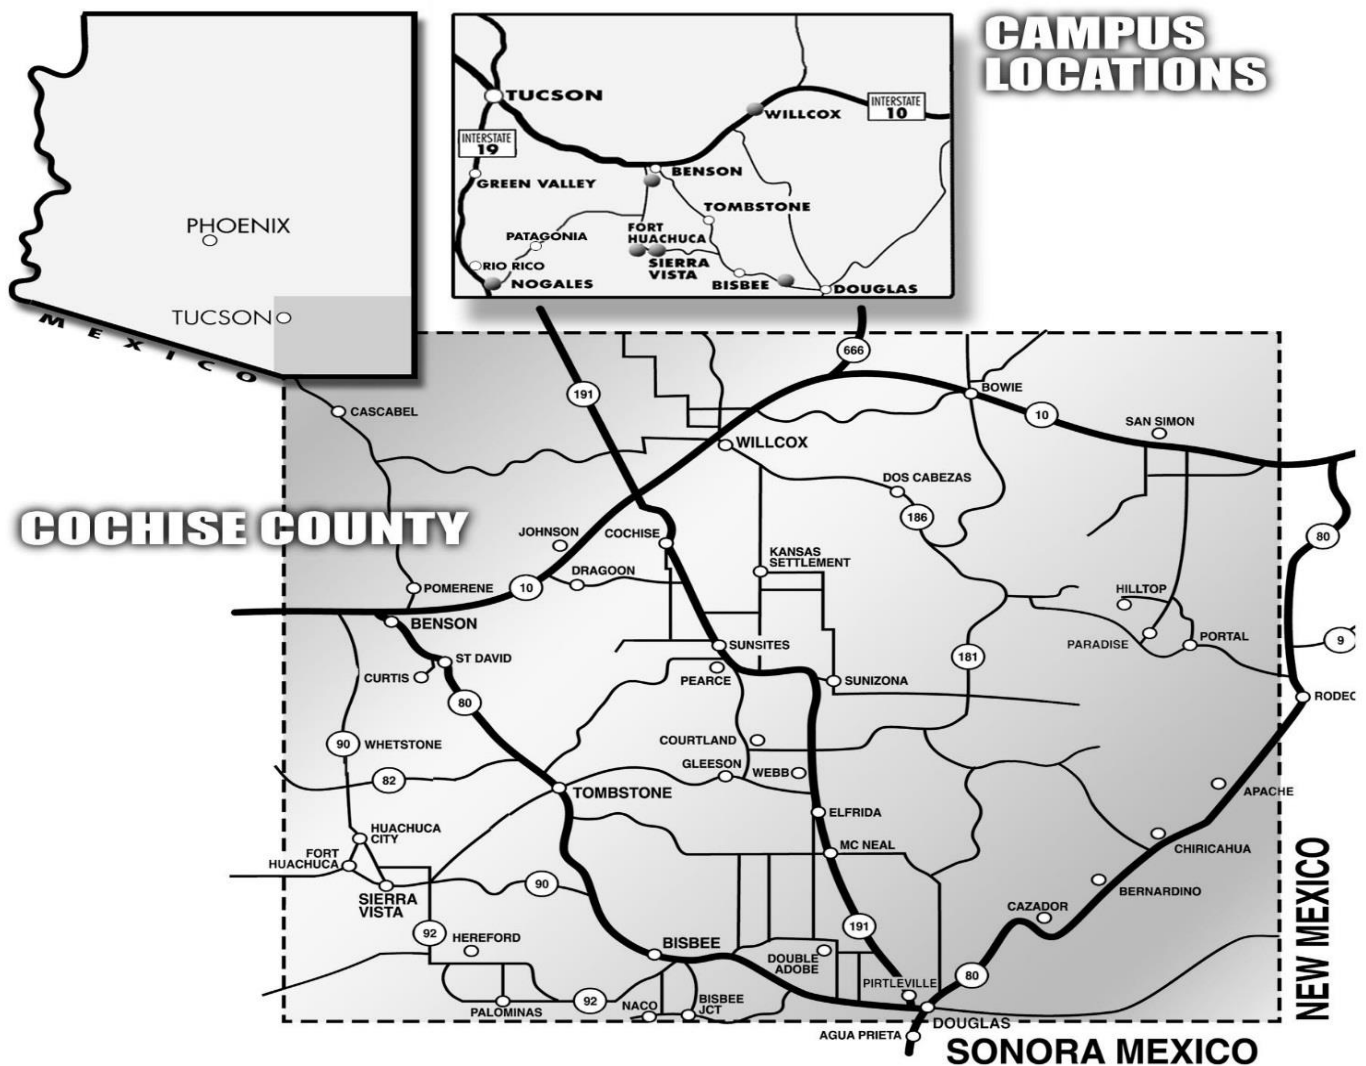 CAMPUS
LOCATIONS
PHOENIX
TUCSON
MEXICO
TUCSON
INTERSTATE
19
GREEN VALLEY
PATAGONIA
RIO RICO
NOGALES
BENSON
WILLCOX
INTERSTATE
10
TOMBSTONE
FORT
HUACHUCA
SIERRA
VISTA
BISBEE
DOUGLAS
COCHISE COUNTY
666
191
BOWIE
10
SAN SIMON
CASCABEL
WILLCOX
DOS CABEZAS
186
JOHNSON
COCHISE
80
KANSAS
SETTLEMENT
DRAGOON
10
POMERENE
HILLTOP
BENSON
PARADISE
PORTAL
9
ST DAVID
CURTIS
SUNSITES
181
PEARCE
SUNIZONA
RODEO
80
90
WHETSTONE
COURTLAND
GLEESON
WEBB
82
TOMBSTONE
APACHE
ELFRIDA
HUACHUCA
CITY
MC NEAL
CHIRICAHUA
FORT
HUACHUCA
90
BERNARDINO
SIERRA
VISTA
CAZADOR
92
HEREFORD
BISBEE
191
DOUBLE
ADOBE
80
PIRTLEVILLE
PALOMINAS
92
NACO
BISBEE
JCT
DOUGLAS
AGUA PRIETA
SONORA MEXICO
NEW MEXICO